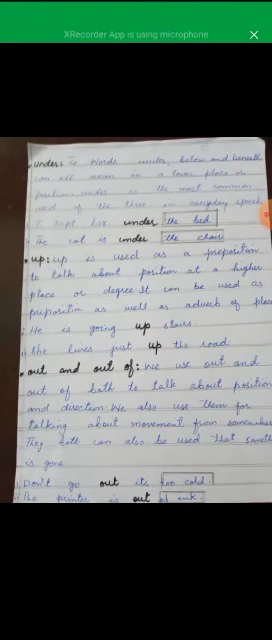 XRecorder App is using microphone
• under: The words under, below and beneath
can all mean on a lower place or
position. under is the most common
used of the three in everyday speech
I kept box under the bed
The cat is under the chair
• up: up is used as a preposition
to talk about position at a higher
place or degree. It can be used as
preposition as well as adverb of place
i He is going up stairs.
ii She lives just up the road
• out and out of: We use out and
out of both to talk about position
and direction. We also use them for
talking about movement from somewhere
They both can also be used that
is gone.
Don't go out its too cold
The printer is out of ink.